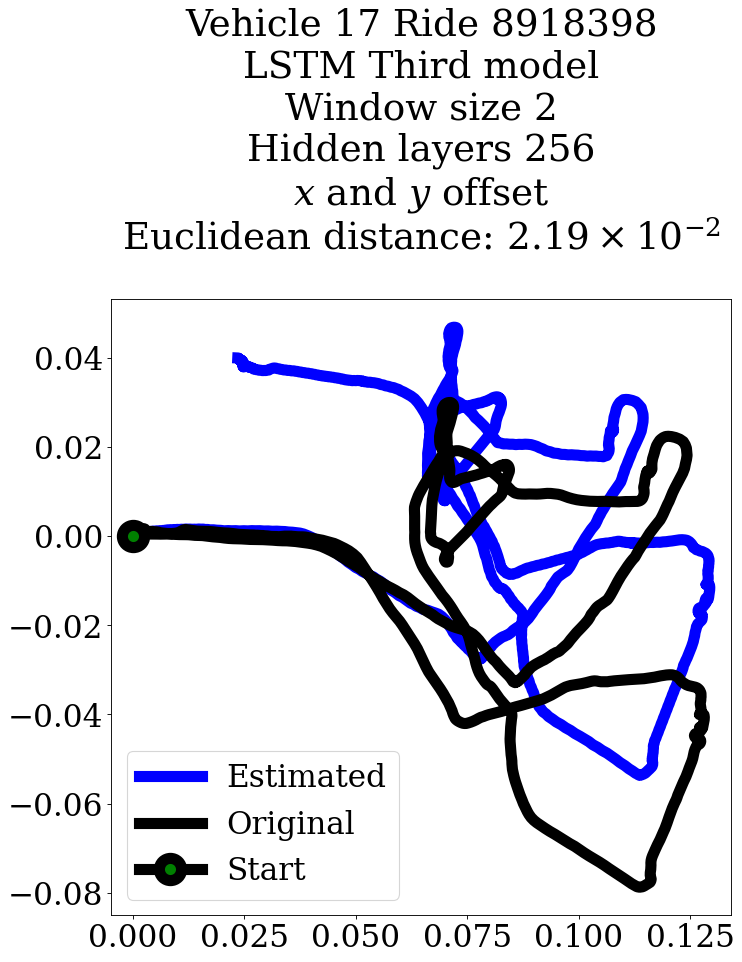 Vehicle 17 Ride 8918398
LSTM Third model
Window size 2
Hidden layers 256
x and y offset
Euclidean distance: 2.19 × 10⁻²
0.04
0.02
0.00
−0.02
−0.04
−0.06
−0.08
Estimated
Original
Start
0.000 0.025 0.050 0.075 0.100 0.125